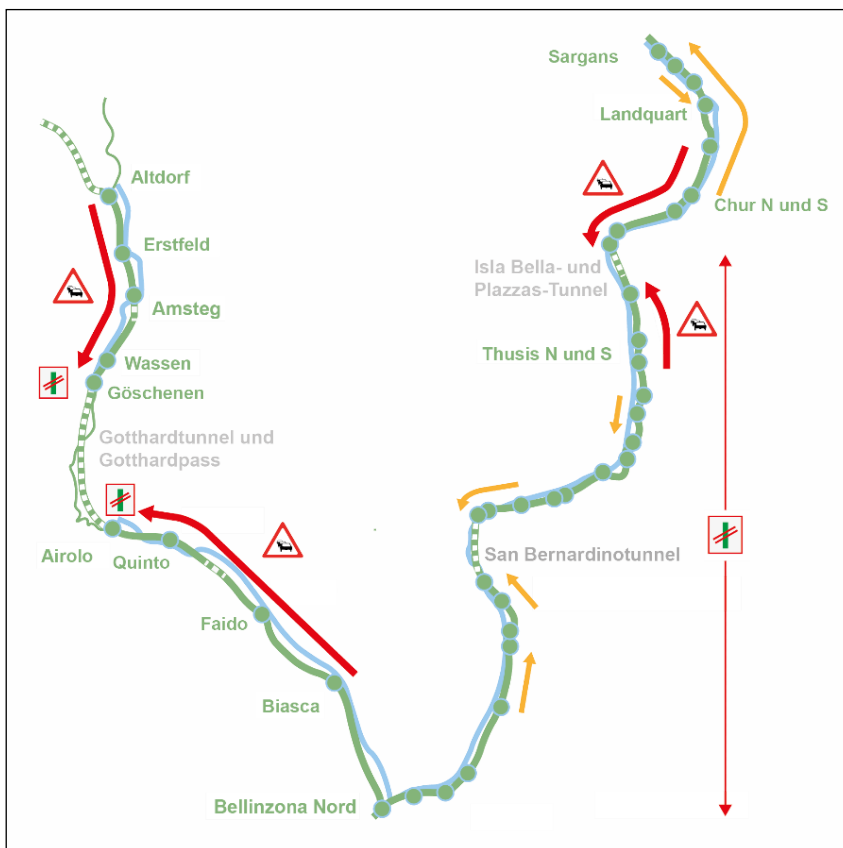 Sargans
Landquart
Altdorf
Chur N und S
Erstfeld
Isla Bella- und
Plazzas-Tunnel
Amsteg
Thusis N und S
Wassen
Göschenen
Gotthardtunnel und
Gotthardpass
Airolo
Quinto
San Bernardinotunnel
Faido
Biasca
Bellinzona Nord